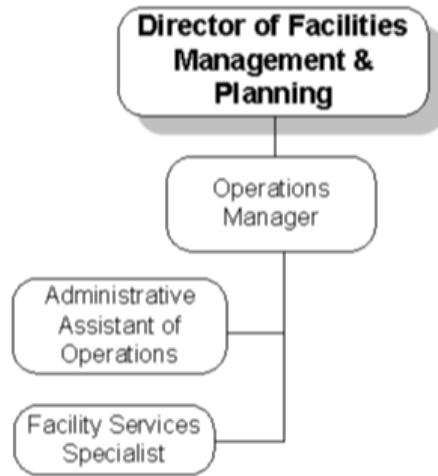 Director of Facilities
Management &
Planning
Operations
Manager
Administrative
Assistant of
Operations
Facility Services
Specialist